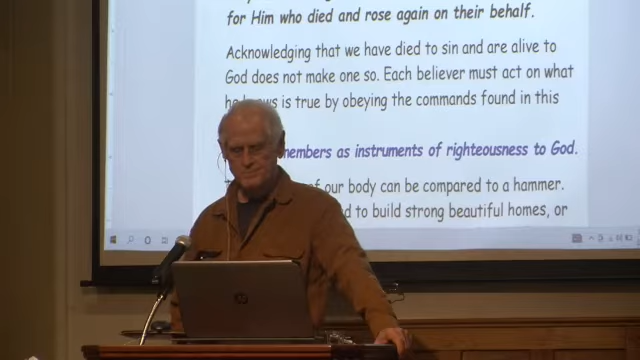 for Him who died and rose again on their behalf.
Acknowledging that we have died to sin and are alive to
God does not make one so. Each believer must act on what
is true by obeying the commands found in this
members as instruments of righteousness to God.
of our body can be compared to a hammer.
to build strong beautiful homes, or
hp